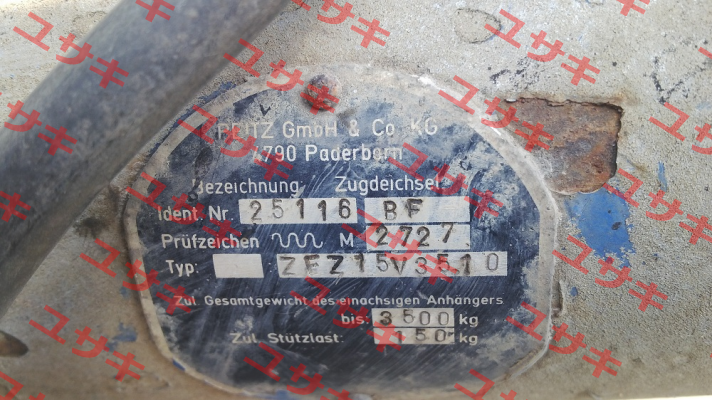 PEITZ GmbH & Co. KG
4790 Paderborn
Bezeichnung Zugdeichsel
Ident. Nr. 25116 BF
Prüfzeichen M 2727
Typ: ZFZ15V3510
Zul. Gesamtgewicht des einachsigen Anhängers
bis: 3500 kg
Zul. Stützlast: 150 kg
ユサキ